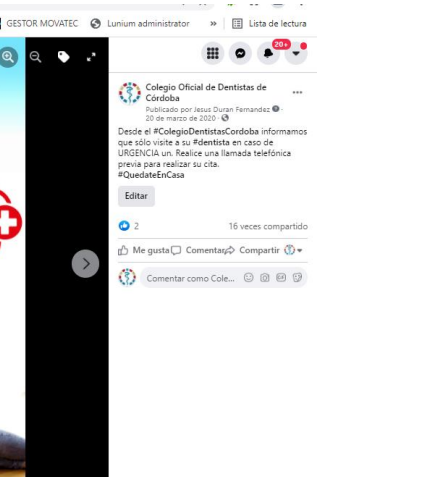 GESTOR MOVATEC
Lunium administrator
»
Lista de lectura
20+
Colegio Oficial de Dentistas de
Córdoba
Publicado por Jesus Duran Fernandez ·
20 de marzo de 2020 ·
Desde el #ColegioDentistasCordoba informamos
que sólo visite a su #dentista en caso de
URGENCIA un. Realice una llamada telefónica
previa para realizar su cita.
#QuedateEnCasa
Editar
2
16 veces compartido
Me gusta
Comentar
Compartir
Comentar como Cole...